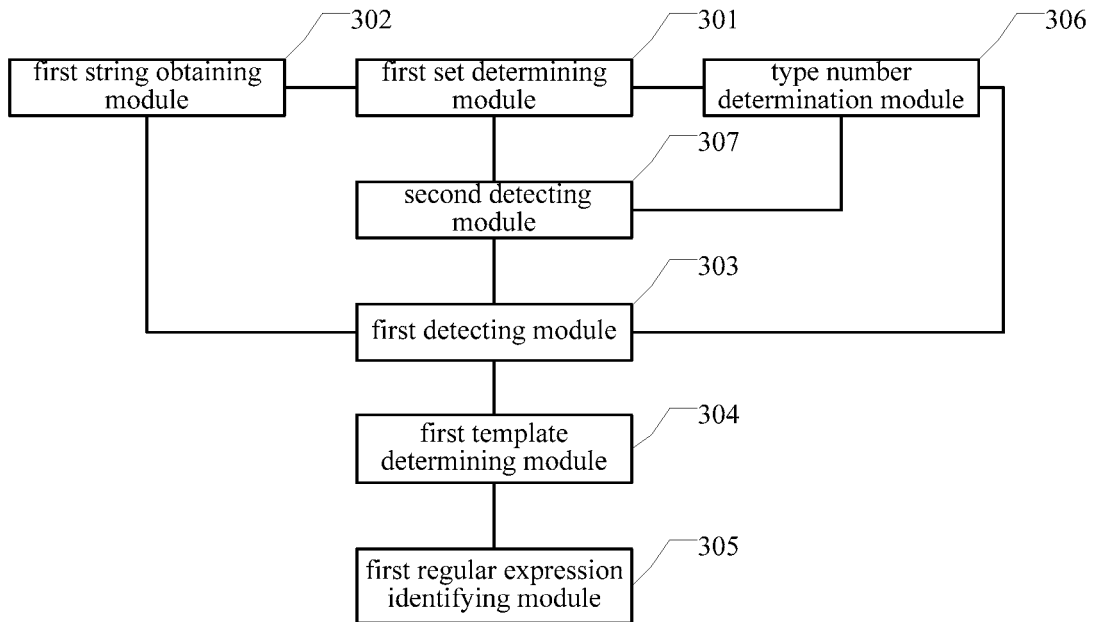 302
301
306
first string obtaining
module
first set determining
module
type number
determination module
307
second detecting
module
303
first detecting module
304
first template
determining module
305
first regular expression
identifying module